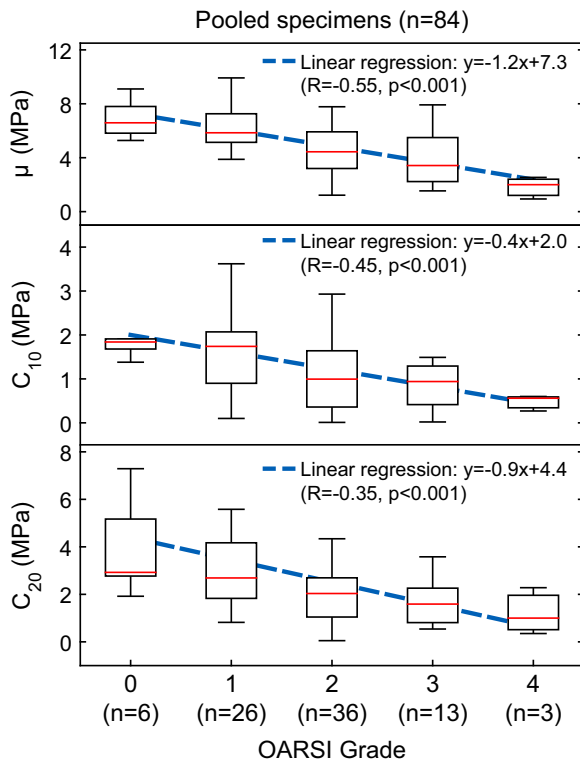 Pooled specimens (n=84)
12
8
4
0
μ (MPa)
Linear regression: y=-1.2x+7.3
(R=-0.55, p<0.001)
4
3
2
1
0
C10 (MPa)
Linear regression: y=-0.4x+2.0
(R=-0.45, p<0.001)
8
6
4
2
0
C20 (MPa)
Linear regression: y=-0.9x+4.4
(R=-0.35, p<0.001)
0 1 2 3 4
(n=6) (n=26) (n=36) (n=13) (n=3)
OARSI Grade